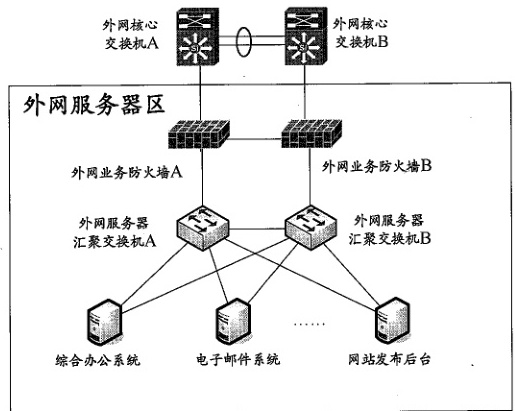 外网核心
交换机A
外网核心
交换机B
SI
SI
外网服务器区
外网业务防火墙A
外网业务防火墙B
外网服务器
汇聚交换机A
外网服务器
汇聚交换机B
……
综合办公系统
电子邮件系统
网站发布后台